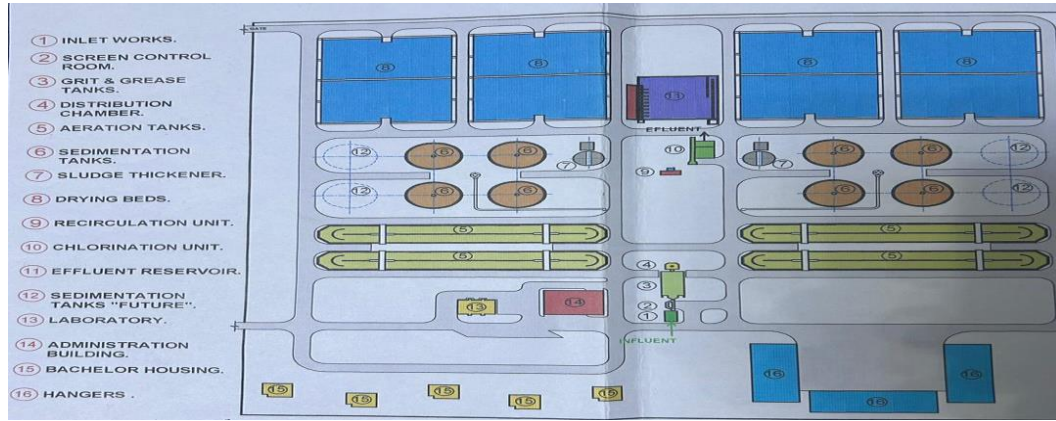 1 INLET WORKS.
2 SCREEN CONTROL
ROOM.
3 GRIT & GREASE
TANKS.
4 DISTRIBUTION
CHAMBER.
5 AERATION TANKS.
6 SEDIMENTATION
TANKS.
7 SLUDGE THICKENER.
8 DRYING BEDS.
9 RECIRCULATION UNIT.
10 CHLORINATION UNIT.
11 EFFLUENT RESERVOIR.
12 SEDIMENTATION
TANKS "FUTURE".
13 LABORATORY.
14 ADMINISTRATION
BUILDING.
15 BACHELOR HOUSING.
16 HANGERS .
GATE
8 8 11 8 8
EFLUENT
12 6 6 7 10 7 6 6 12
9
12 6 6 6 6 12
5 5
5 5
4
3
13 14 2
1
INFLUENT
16 16
15 15 15 15 15 16